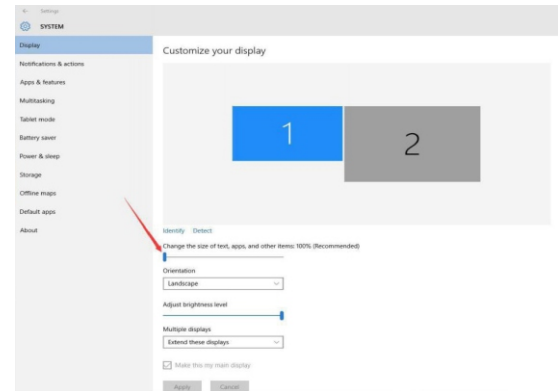 Settings
SYSTEM
Display
Notifications & actions
Apps & features
Multitasking
Tablet mode
Battery saver
Power & sleep
Storage
Offline maps
Default apps
About
Customize your display
1
2
Identify Detect
Change the size of text, apps, and other items: 100% (Recommended)
Orientation
Landscape
Adjust brightness level
Multiple displays
Extend these displays
Make this my main display
Apply Cancel